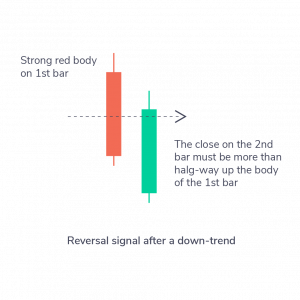 Strong red body
on 1st bar
The close on the 2nd
bar must be more than
halg-way up the body
of the 1st bar
Reversal signal after a down-trend